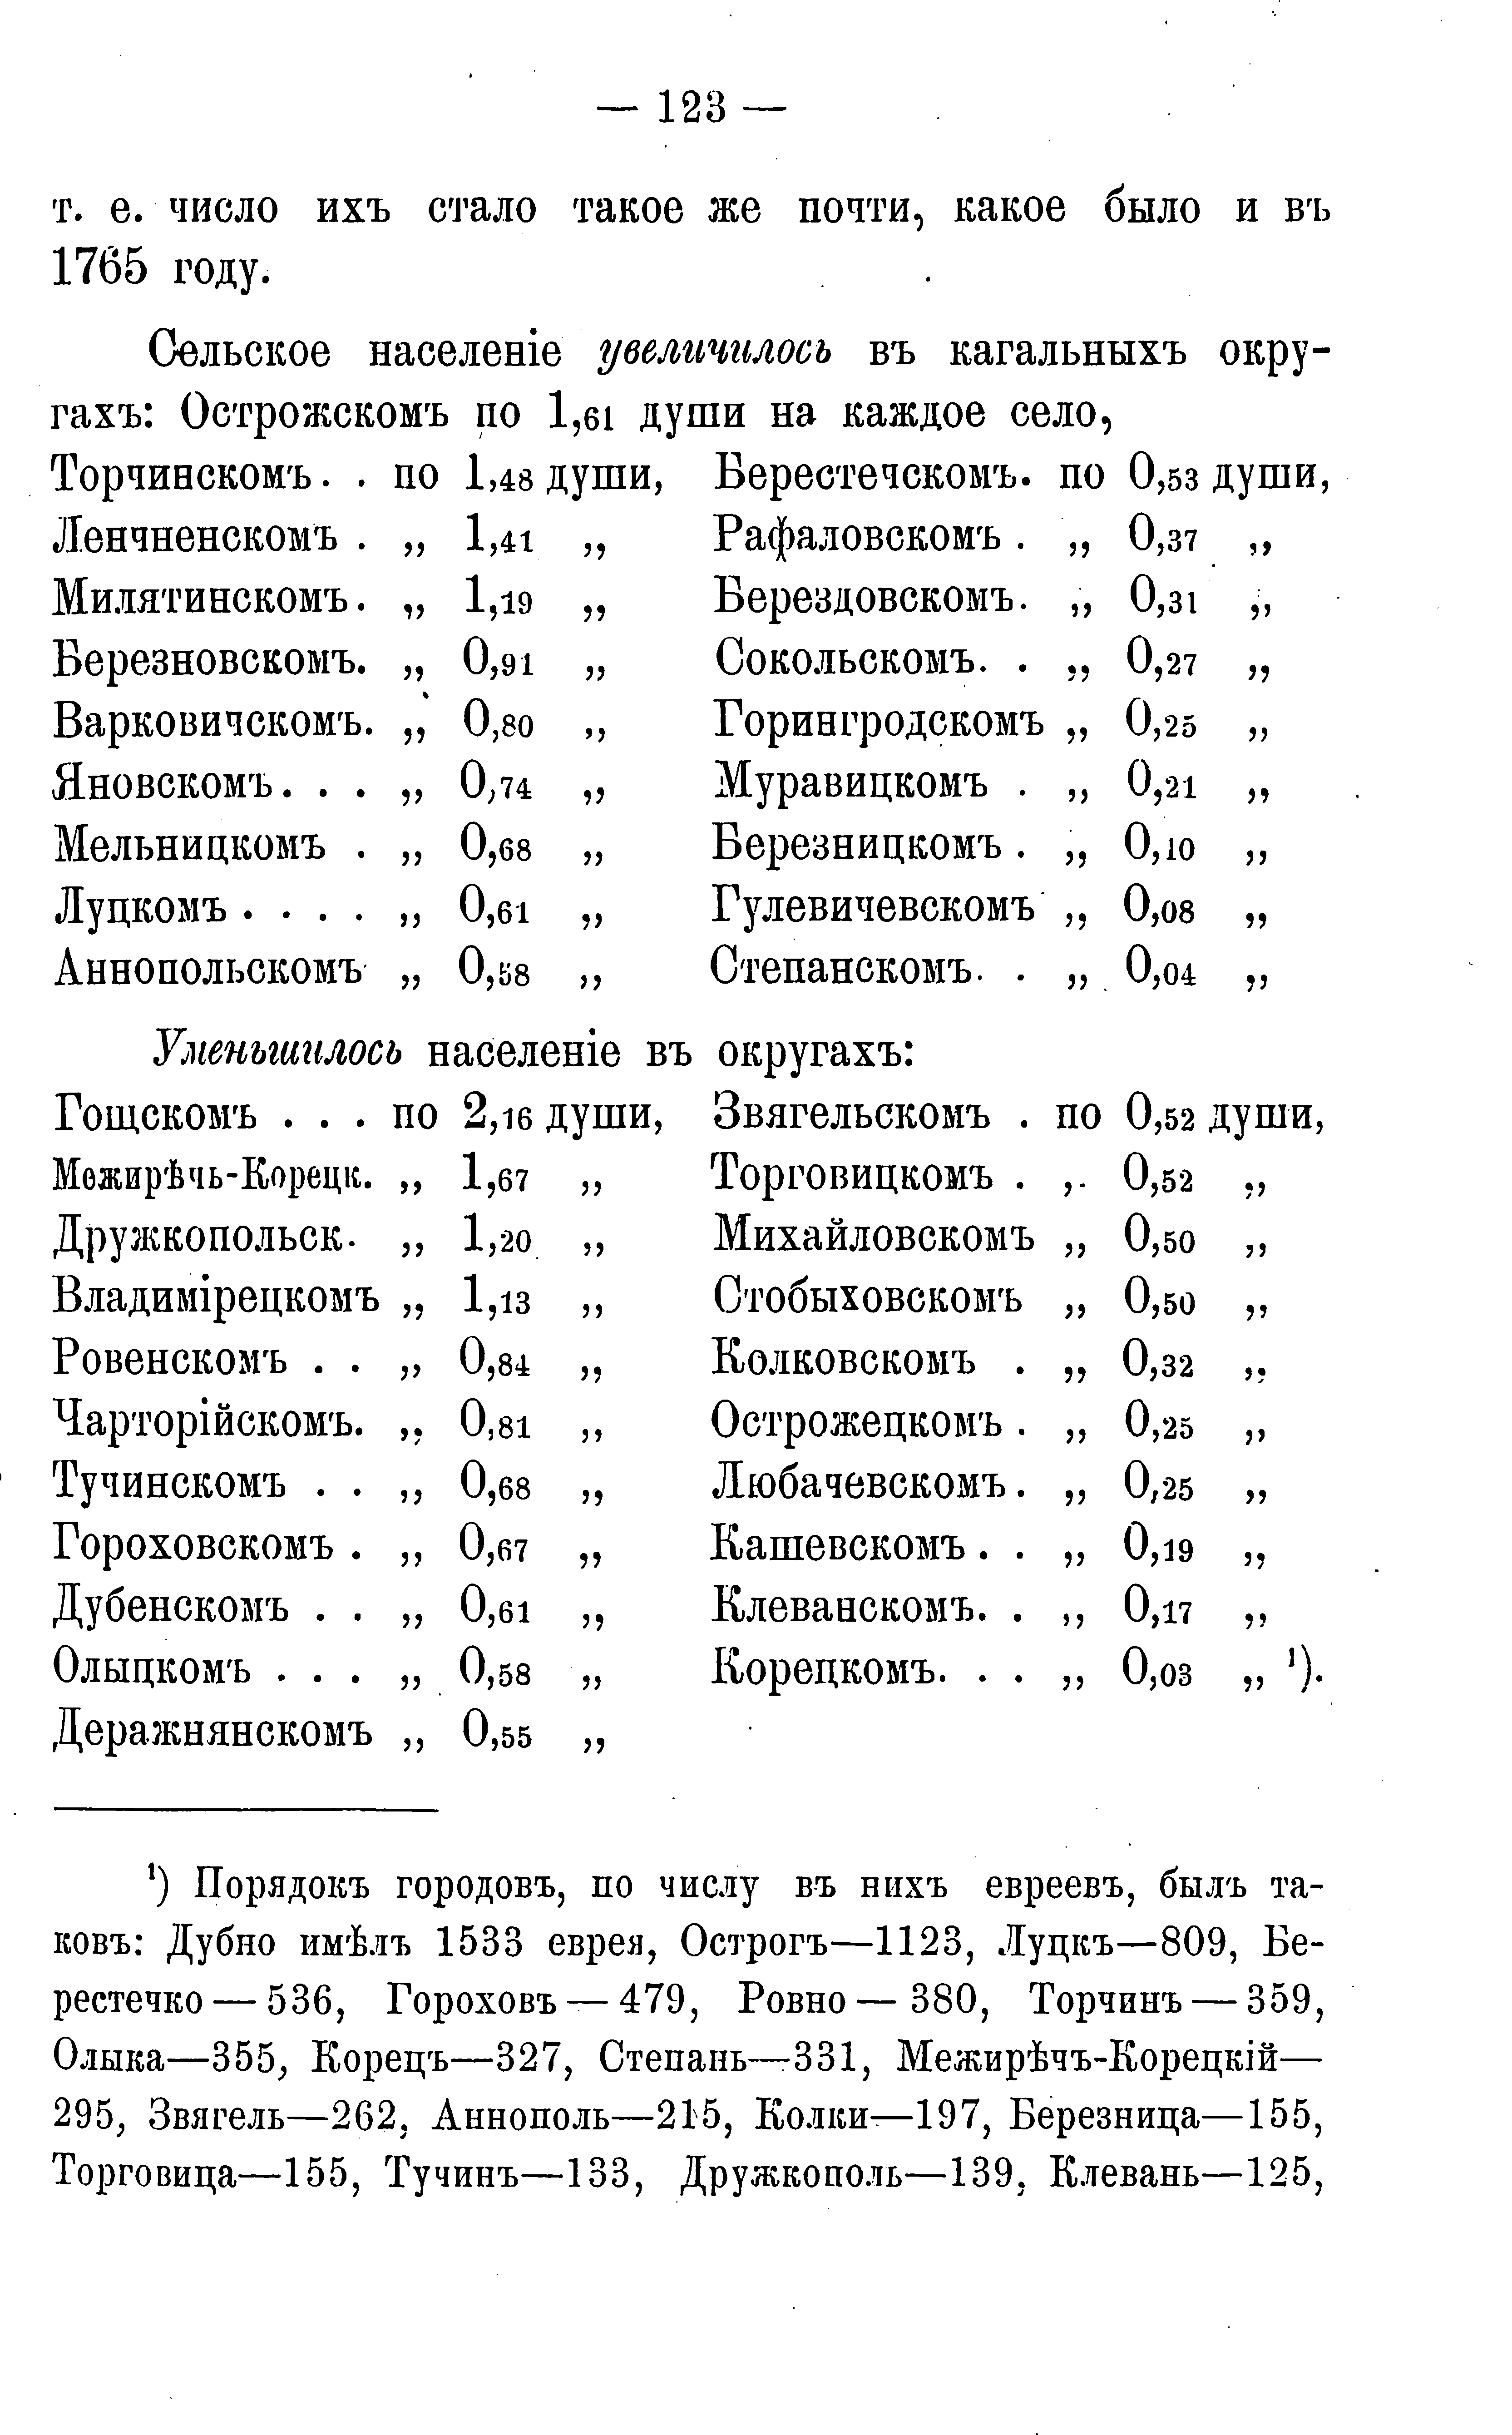 — 123 —
т. е. число ихъ стало такое же почти, какое было и въ
1765 году.
Сельское населеніе увеличилось въ кагальныхъ окру-
гахъ: Острожскомъ по 1,61 души на каждое село,
Торчинскомъ. . по 1,48 души, Берестечскомъ. по 0,53 души,
Ленчненскомъ . „ 1,41 „ Рафаловскомъ . „ 0,37 „
Милятинскомъ. „ 1,19 „ Берездовскомъ. „ 0,31 „
Березновскомъ. „ 0,91 „ Сокольскомъ. . „ 0,27 „
Варковичскомъ. „ 0,80 „ Горингродскомъ „ 0,25 „
Яновскомъ. . . „ 0,74 „ Муравицкомъ . „ 0,21 „
Мельницкомъ . „ 0,68 „ Березницкомъ . „ 0,10 „
Луцкомъ . . . . „ 0,61 „ Гулевичевскомъ „ 0,08 „
Аннопольскомъ „ 0,58 „ Степанскомъ. . „ 0,04 „
Уменьшилось населеніе въ округахъ:
Гощскомъ . . . по 2,16 души, Звягельскомъ . по 0,52 души,
Межирѣчь-Корецк. „ 1,67 „ Торговицкомъ . „ 0,52 „
Дружкопольск. „ 1,20 „ Михайловскомъ „ 0,50 „
Владимірецкомъ „ 1,13 „ Стобыховскомъ „ 0,50 „
Ровенскомъ . . „ 0,84 „ Колковскомъ . „ 0,32 „
Чарторійскомъ. „ 0,81 „ Острожецкомъ . „ 0,25 „
Тучинскомъ . . „ 0,68 „ Любачевскомъ. „ 0,25 „
Гороховскомъ . „ 0,67 „ Кашевскомъ . . „ 0,19 „
Дубенскомъ . . „ 0,61 „ Клеванскомъ. . „ 0,17 „
Олыцкомъ . . . „ 0,58 „ Корецкомъ. . . „ 0,03 „ ¹).
Деражнянскомъ „ 0,55 „
¹) Порядокъ городовъ, по числу въ нихъ евреевъ, былъ та-
ковъ: Дубно имѣлъ 1533 еврея, Острогъ—1123, Луцкъ—809, Бе-
рестечко — 536, Гороховъ — 479, Ровно — 380, Торчинъ — 359,
Олыка—355, Корецъ—327, Степань—331, Межирѣчъ-Корецкій—
295, Звягель—262, Аннополь—215, Колки—197, Березница—155,
Торговица—155, Тучинъ—133, Дружкополь—139, Клевань—125,